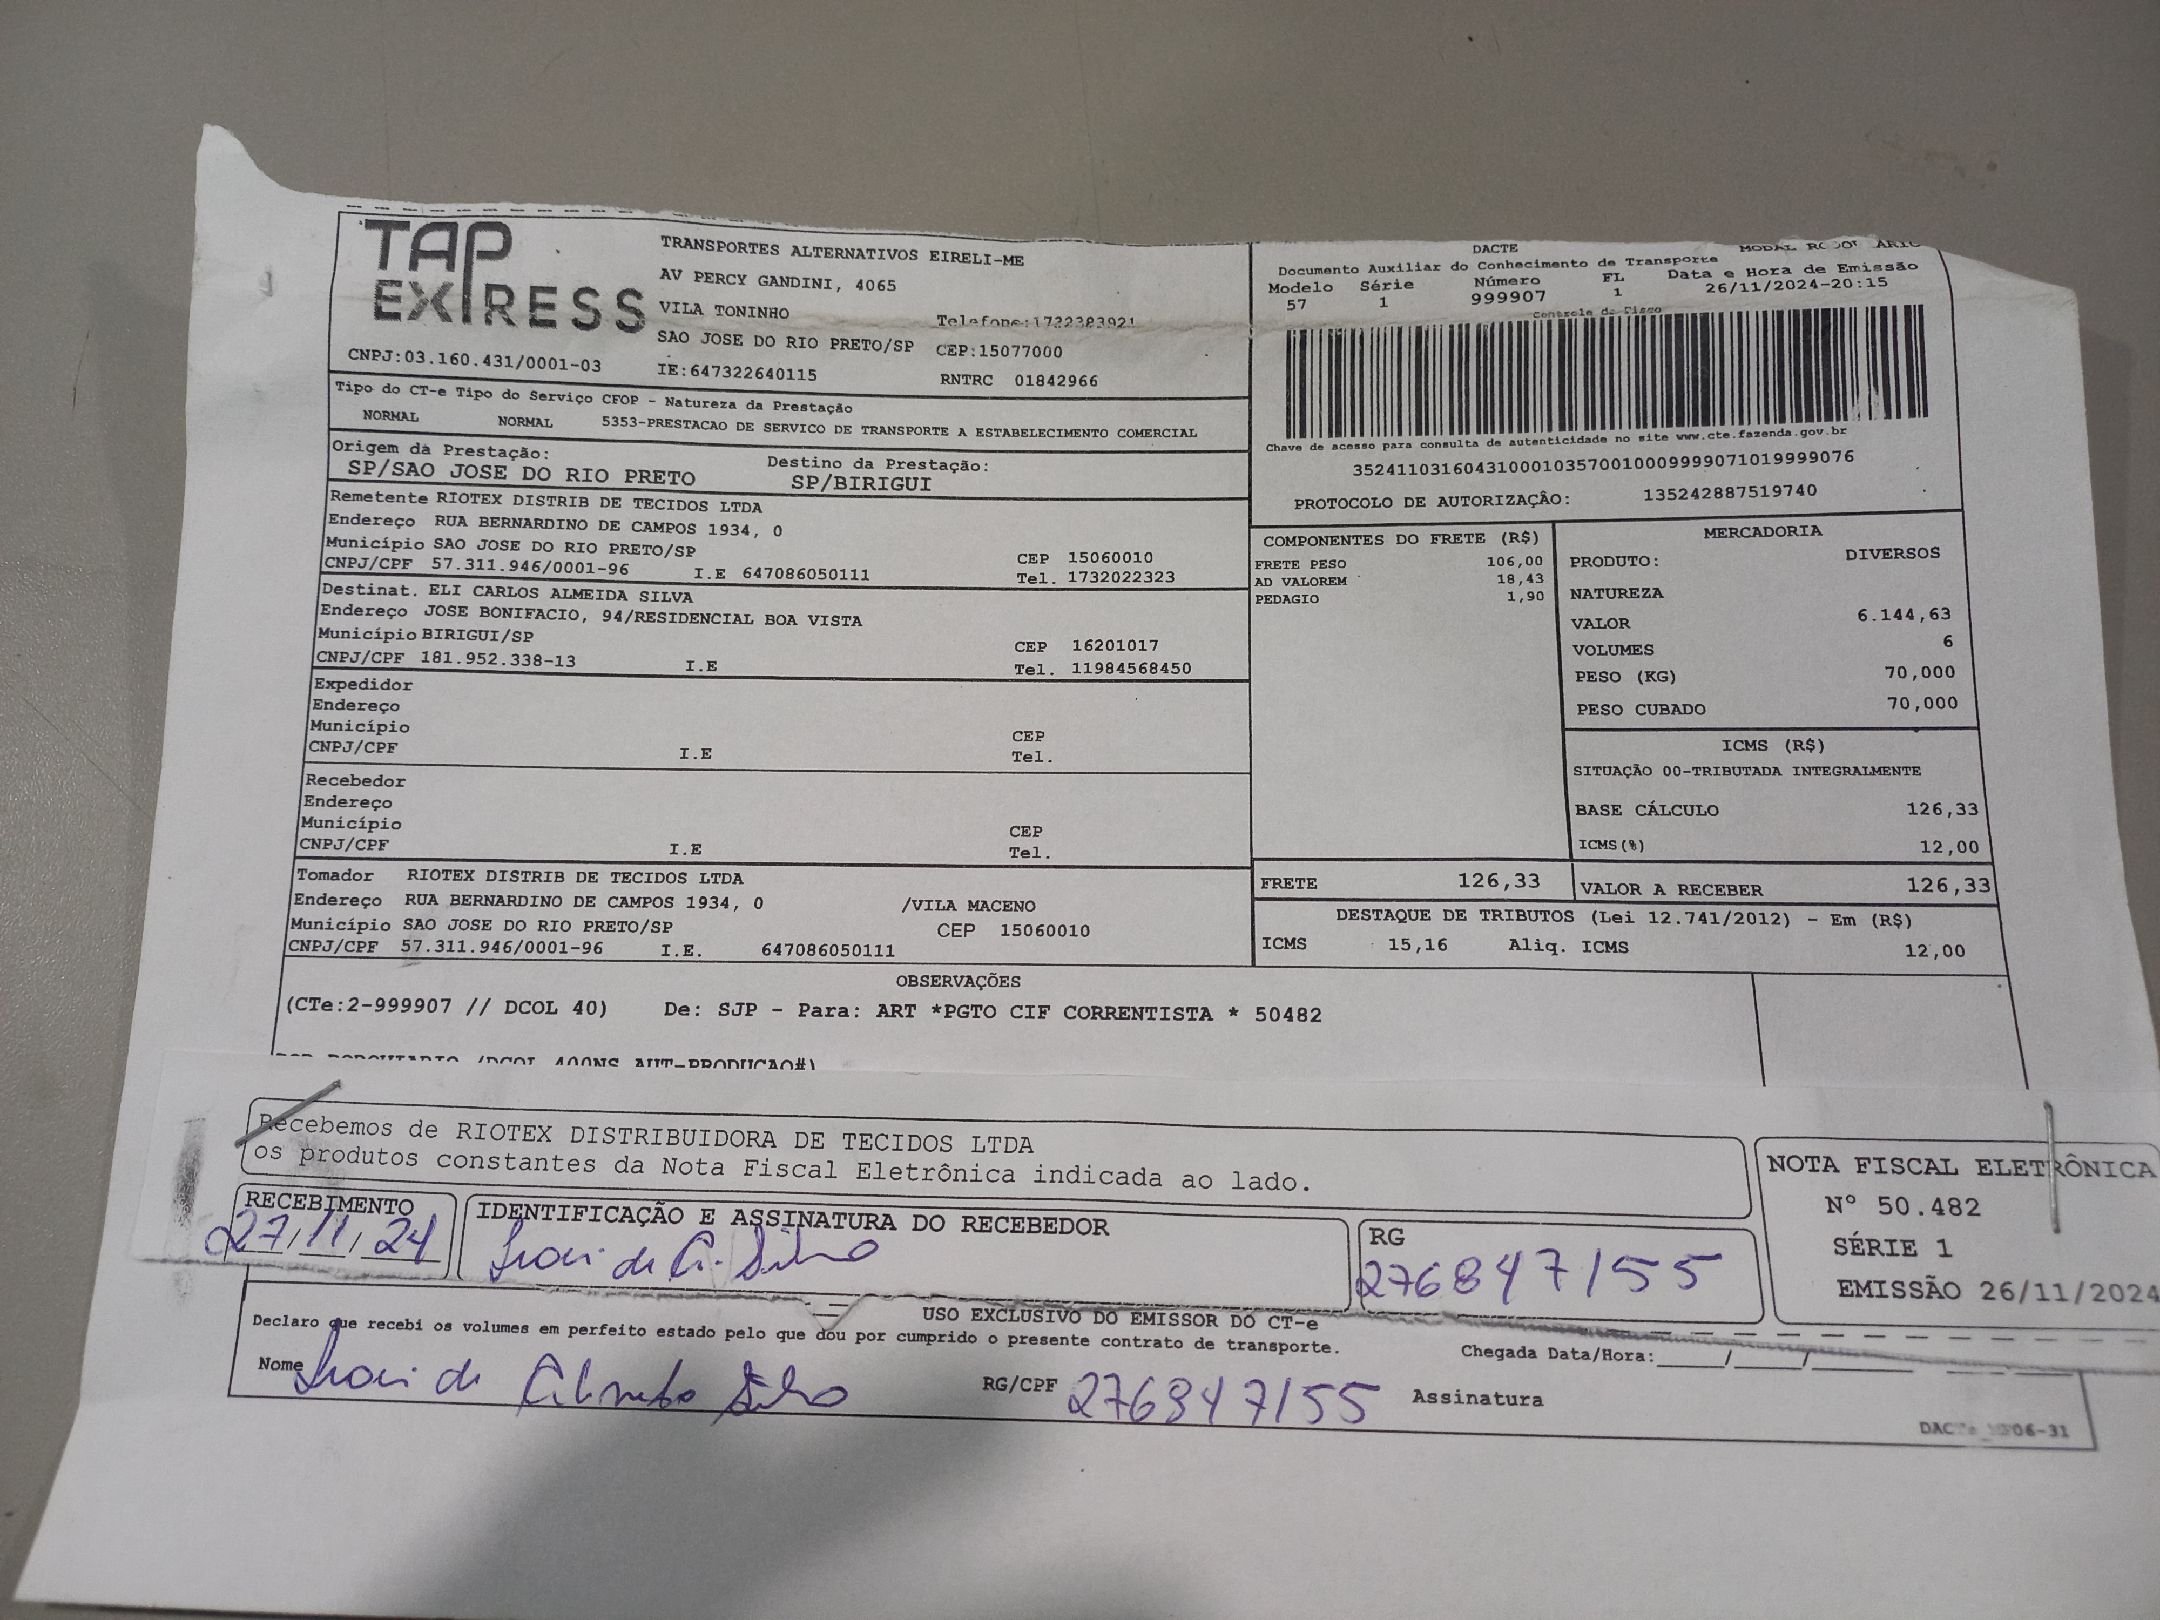 TAP EXPRESS
TRANSPORTES ALTERNATIVOS EIRELI-ME
AV PERCY GANDINI, 4065
VILA TONINHO Telefone:1732383921
SAO JOSE DO RIO PRETO/SP CEP:15077000
CNPJ:03.160.431/0001-03 IE:647322640115 RNTRC 01842966
Tipo do CT-e Tipo do Serviço CFOP - Natureza da Prestação
NORMAL NORMAL 5353-PRESTACAO DE SERVICO DE TRANSPORTE A ESTABELECIMENTO COMERCIAL
Origem da Prestação: Destino da Prestação:
SP/SAO JOSE DO RIO PRETO SP/BIRIGUI
Remetente RIOTEX DISTRIB DE TECIDOS LTDA
Endereço RUA BERNARDINO DE CAMPOS 1934, 0
Município SAO JOSE DO RIO PRETO/SP CEP 15060010
CNPJ/CPF 57.311.946/0001-96 I.E 647086050111 Tel. 1732022323
Destinat. ELI CARLOS ALMEIDA SILVA
Endereço JOSE BONIFACIO, 94/RESIDENCIAL BOA VISTA
Município BIRIGUI/SP CEP 16201017
CNPJ/CPF 181.952.338-13 I.E Tel. 11984568450
Expedidor
Endereço
Município CEP
CNPJ/CPF I.E Tel.
Recebedor
Endereço
Município CEP
CNPJ/CPF I.E Tel.
Tomador RIOTEX DISTRIB DE TECIDOS LTDA
Endereço RUA BERNARDINO DE CAMPOS 1934, 0 /VILA MACENO
Município SAO JOSE DO RIO PRETO/SP CEP 15060010
CNPJ/CPF 57.311.946/0001-96 I.E. 647086050111
DACTE MODAL
Documento Auxiliar do Conhecimento de Transporte
Modelo Série Número FL Data e Hora de Emissão
57 1 999907 1 26/11/2024-20:15
Controle do Fisco
Chave de acesso para consulta de autenticidade no site www.cte.fazenda.gov.br
35241103160431000103570010009999071019999076
PROTOCOLO DE AUTORIZAÇÂO: 135242887519740
COMPONENTES DO FRETE (R$)
FRETE PESO 106,00
AD VALOREM 18,43
PEDAGIO 1,90
MERCADORIA
PRODUTO: DIVERSOS
NATUREZA
VALOR 6.144,63
VOLUMES 6
PESO (KG) 70,000
PESO CUBADO 70,000
ICMS (R$)
SITUAÇÃO 00-TRIBUTADA INTEGRALMENTE
BASE CÁLCULO 126,33
ICMS(%) 12,00
FRETE 126,33 VALOR A RECEBER 126,33
DESTAQUE DE TRIBUTOS (Lei 12.741/2012) - Em (R$)
ICMS 15,16 Aliq. ICMS 12,00
OBSERVAÇÕES
(CTe:2-999907 // DCOL 40) De: SJP - Para: ART *PGTO CIF CORRENTISTA * 50482
Recebemos de RIOTEX DISTRIBUIDORA DE TECIDOS LTDA
os produtos constantes da Nota Fiscal Eletrônica indicada ao lado.
RECEBIMENTO
27/11/24
IDENTIFICAÇÃO E ASSINATURA DO RECEBEDOR
de Silva
RG
276847155
NOTA FISCAL ELETRÔNICA
N° 50.482
SÉRIE 1
EMISSÃO 26/11/2024
USO EXCLUSIVO DO EMISSOR DO CT-e
Declaro que recebi os volumes em perfeito estado pelo que dou por cumprido o presente contrato de transporte.
Chegada Data/Hora:_____/_____/_____
Nome de Silva RG/CPF 276847155 Assinatura